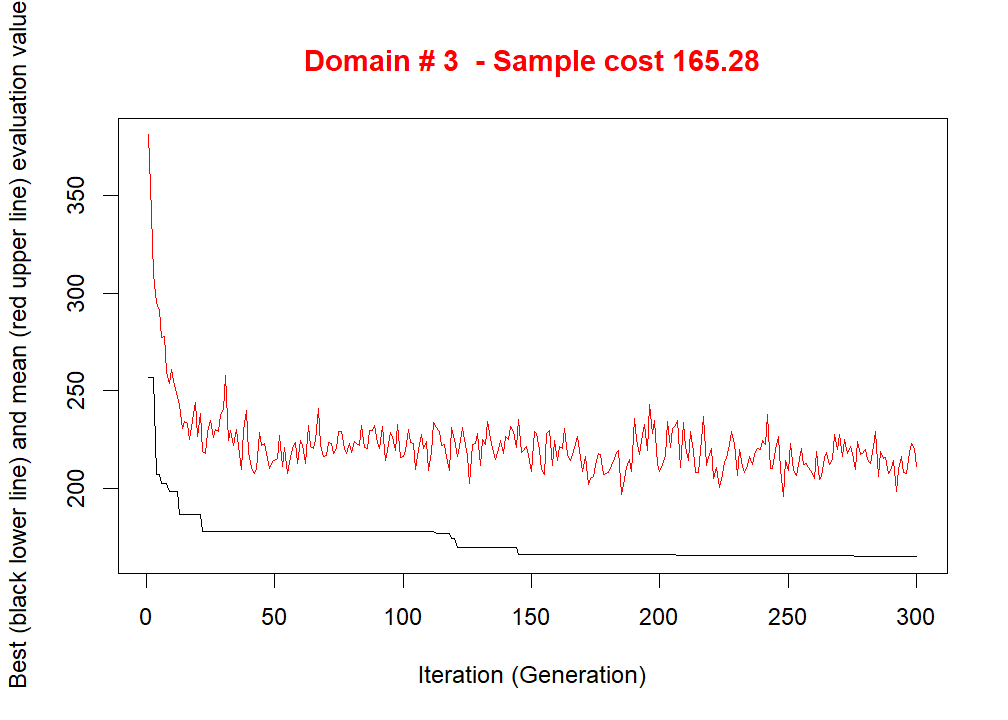 Domain # 3  - Sample cost 165.28
Best (black lower line) and mean (red upper line) evaluation value
350
300
250
200
0 50 100 150 200 250 300
Iteration (Generation)